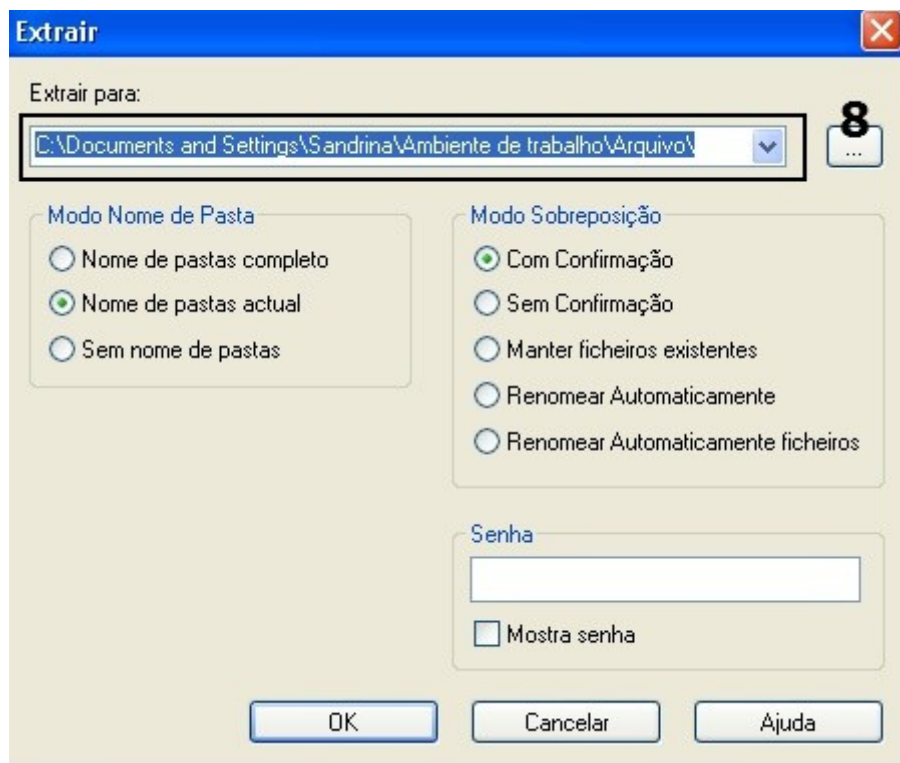 Extrair
Extrair para:
8
C:\Documents and Settings\Sandrina\Ambiente de trabalho\Arquivo\
...
Modo Nome de Pasta
Nome de pastas completo
Nome de pastas actual
Sem nome de pastas
Modo Sobreposição
Com Confirmação
Sem Confirmação
Manter ficheiros existentes
Renomear Automaticamente
Renomear Automaticamente ficheiros
Senha
Mostra senha
OK
Cancelar
Ajuda